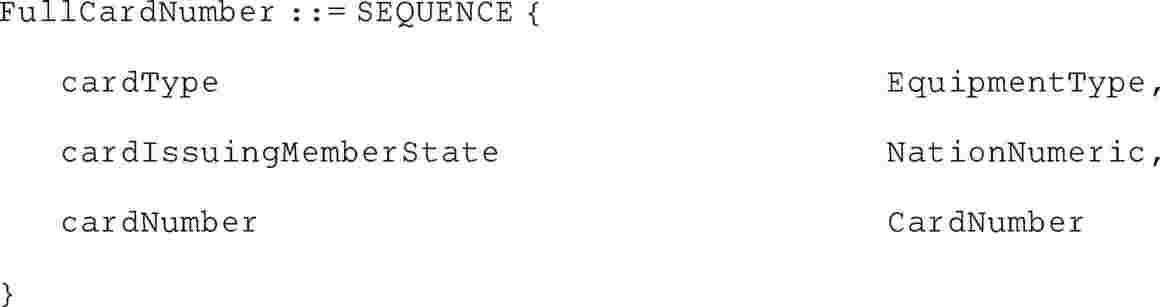 FullCardNumber ::= SEQUENCE {
cardType EquipmentType,
cardIssuingMemberState NationNumeric,
cardNumber CardNumber
}